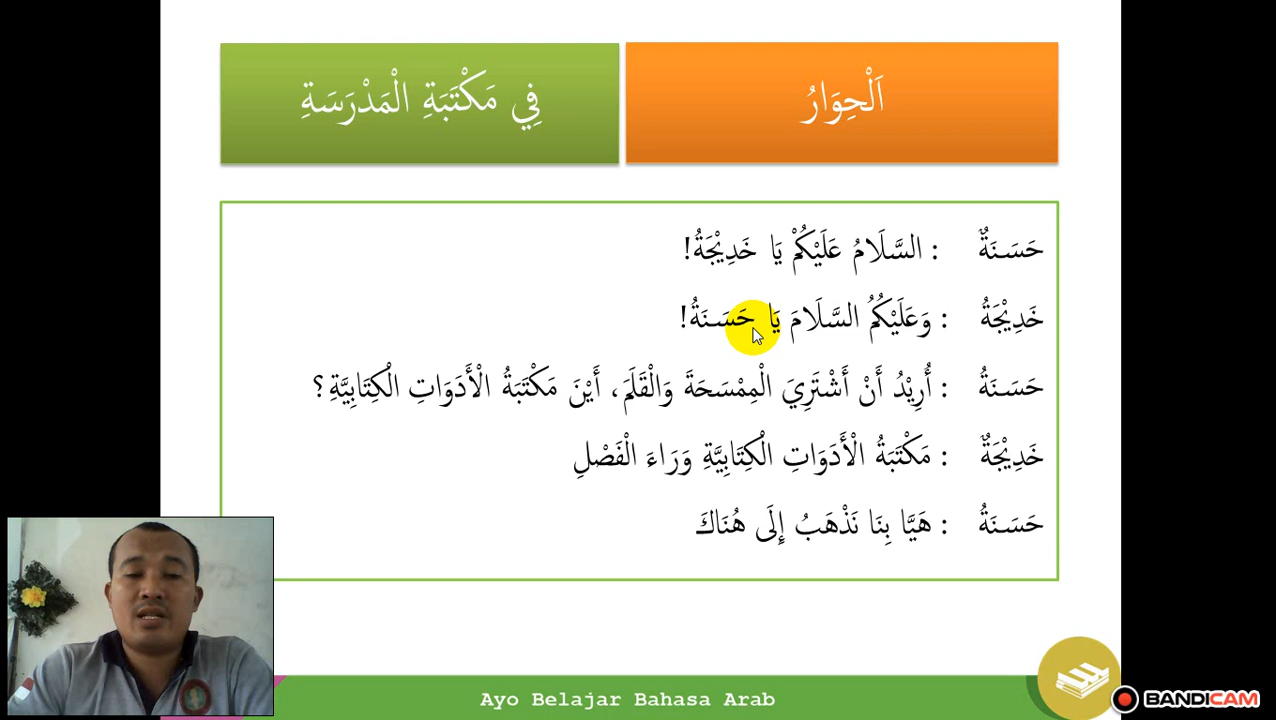 اَلْحِوَارُ
فِي مَكْتَبَةِ الْمَدْرَسَةِ
حَسَنَةٌ : السَّلَامُ عَلَيْكُمْ يَا خَدِيْجَةُ!
خَدِيْجَةُ : وَعَلَيْكُمُ السَّلَامَ يَا حَسَنَةُ!
حَسَنَةُ : أُرِيْدُ أَنْ أَشْتَرِيَ الْمِمْسَحَةَ وَالْقَلَمَ، أَيْنَ مَكْتَبَةُ الْأَدَوَاتِ الْكِتَابِيَّةِ؟
خَدِيْجَةٌ : مَكْتَبَةُ الْأَدَوَاتِ الْكِتَابِيَّةِ وَرَاءَ الْفَصْلِ
حَسَنَةُ : هَيَّا بِنَا نَذْهَبُ إِلَى هُنَاكَ
Ayo Belajar Bahasa Arab
BANDICAM